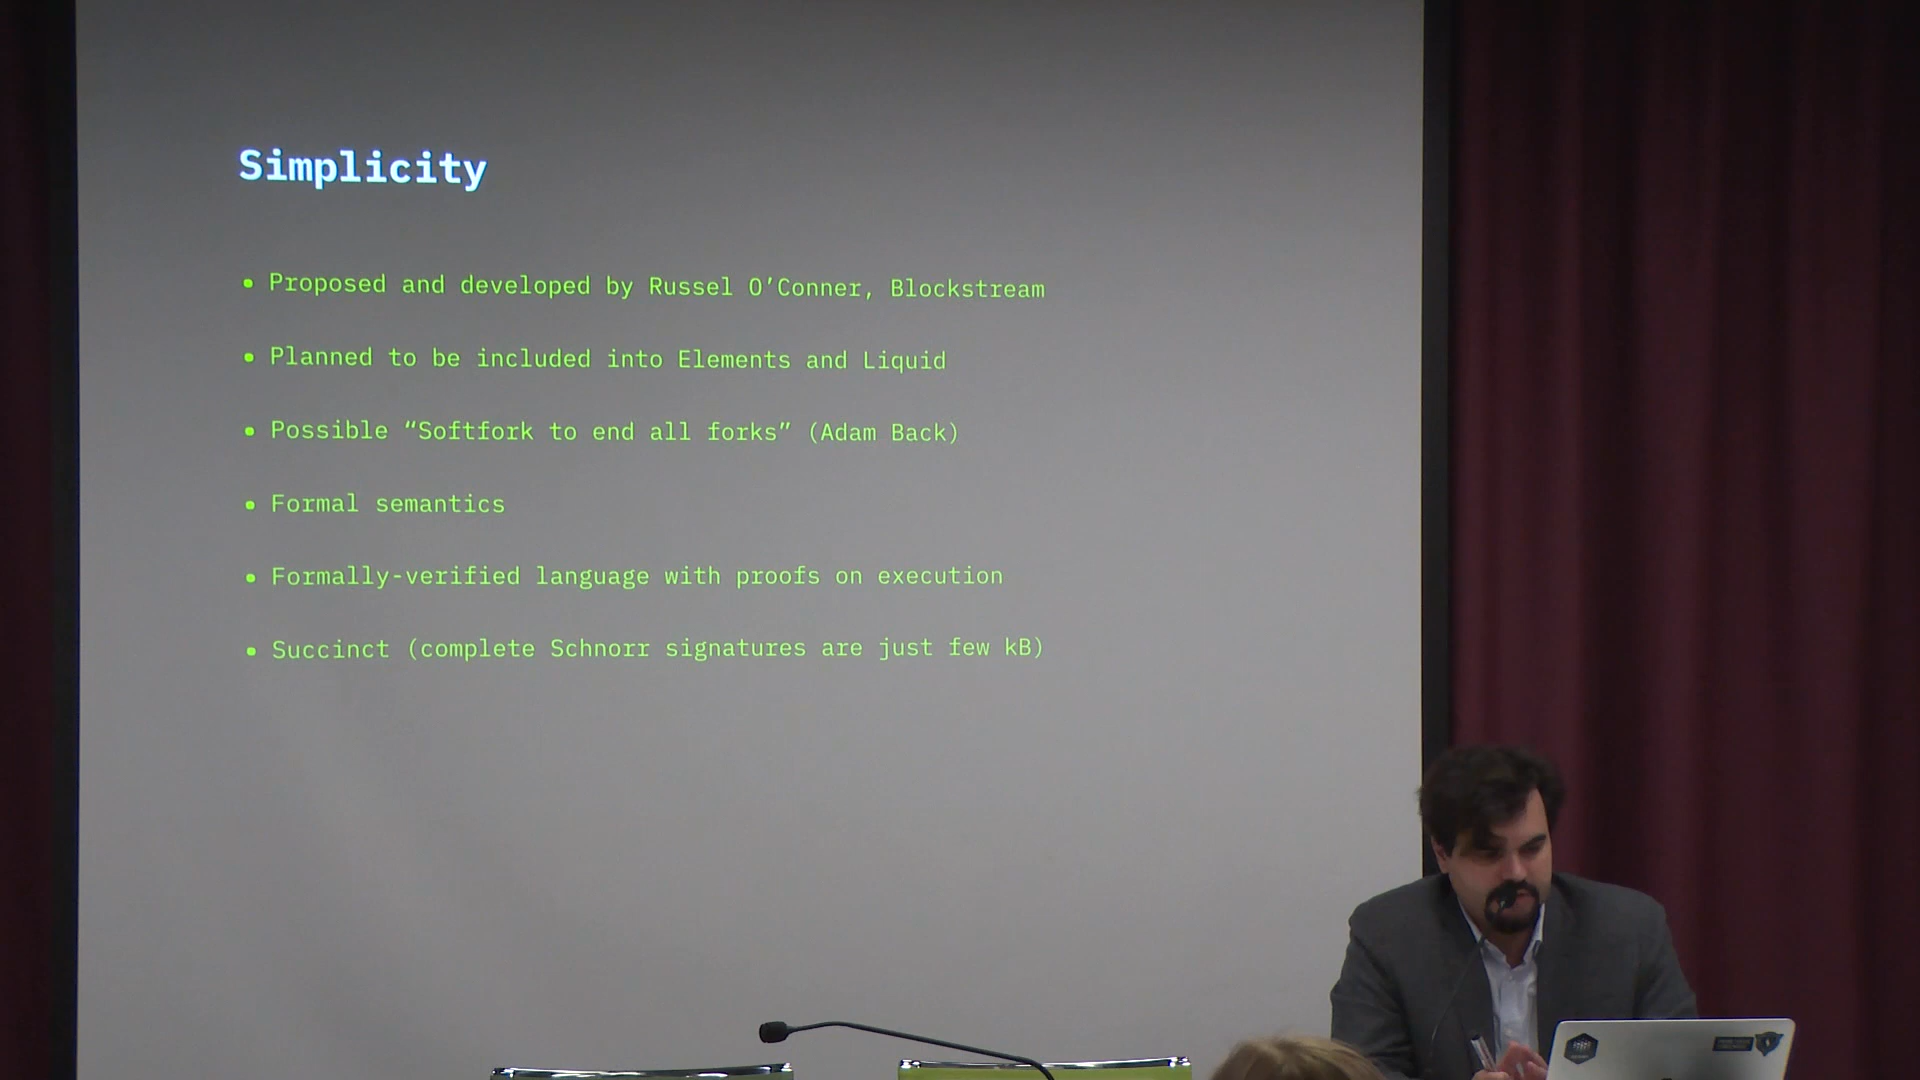 Simplicity
• Proposed and developed by Russel O’Conner, Blockstream
• Planned to be included into Elements and Liquid
• Possible “Softfork to end all forks” (Adam Back)
• Formal semantics
• Formally-verified language with proofs on execution
• Succinct (complete Schnorr signatures are just few kB)